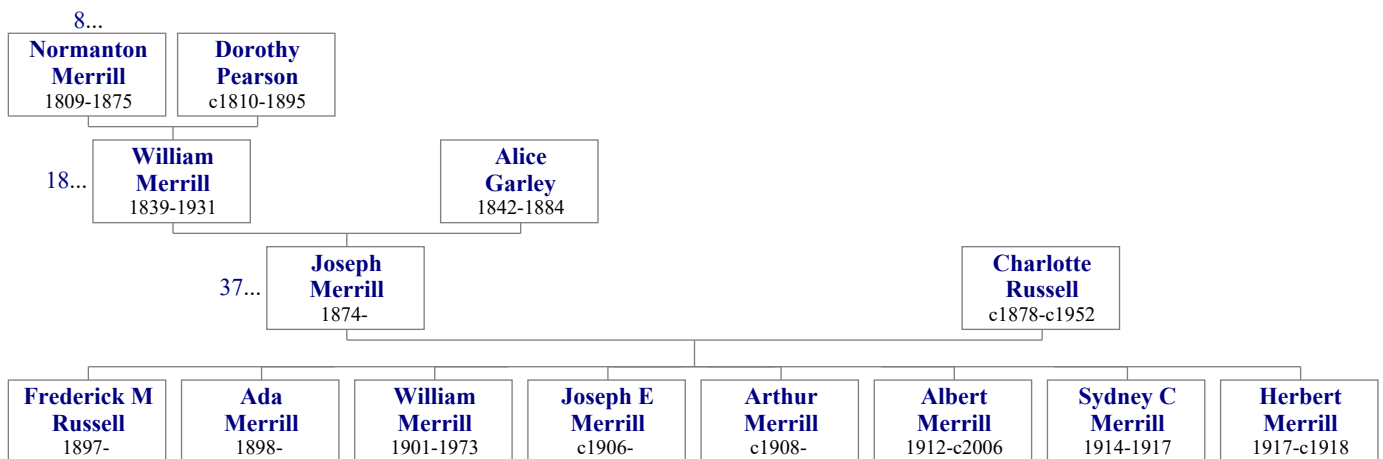 8...
Normanton
Merrill
1809-1875
Dorothy
Pearson
c1810-1895
18...
William
Merrill
1839-1931
Alice
Garley
1842-1884
37...
Joseph
Merrill
1874-
Charlotte
Russell
c1878-c1952
Frederick M
Russell
1897-
Ada
Merrill
1898-
William
Merrill
1901-1973
Joseph E
Merrill
c1906-
Arthur
Merrill
c1908-
Albert
Merrill
1912-c2006
Sydney C
Merrill
1914-1917
Herbert
Merrill
1917-c1918